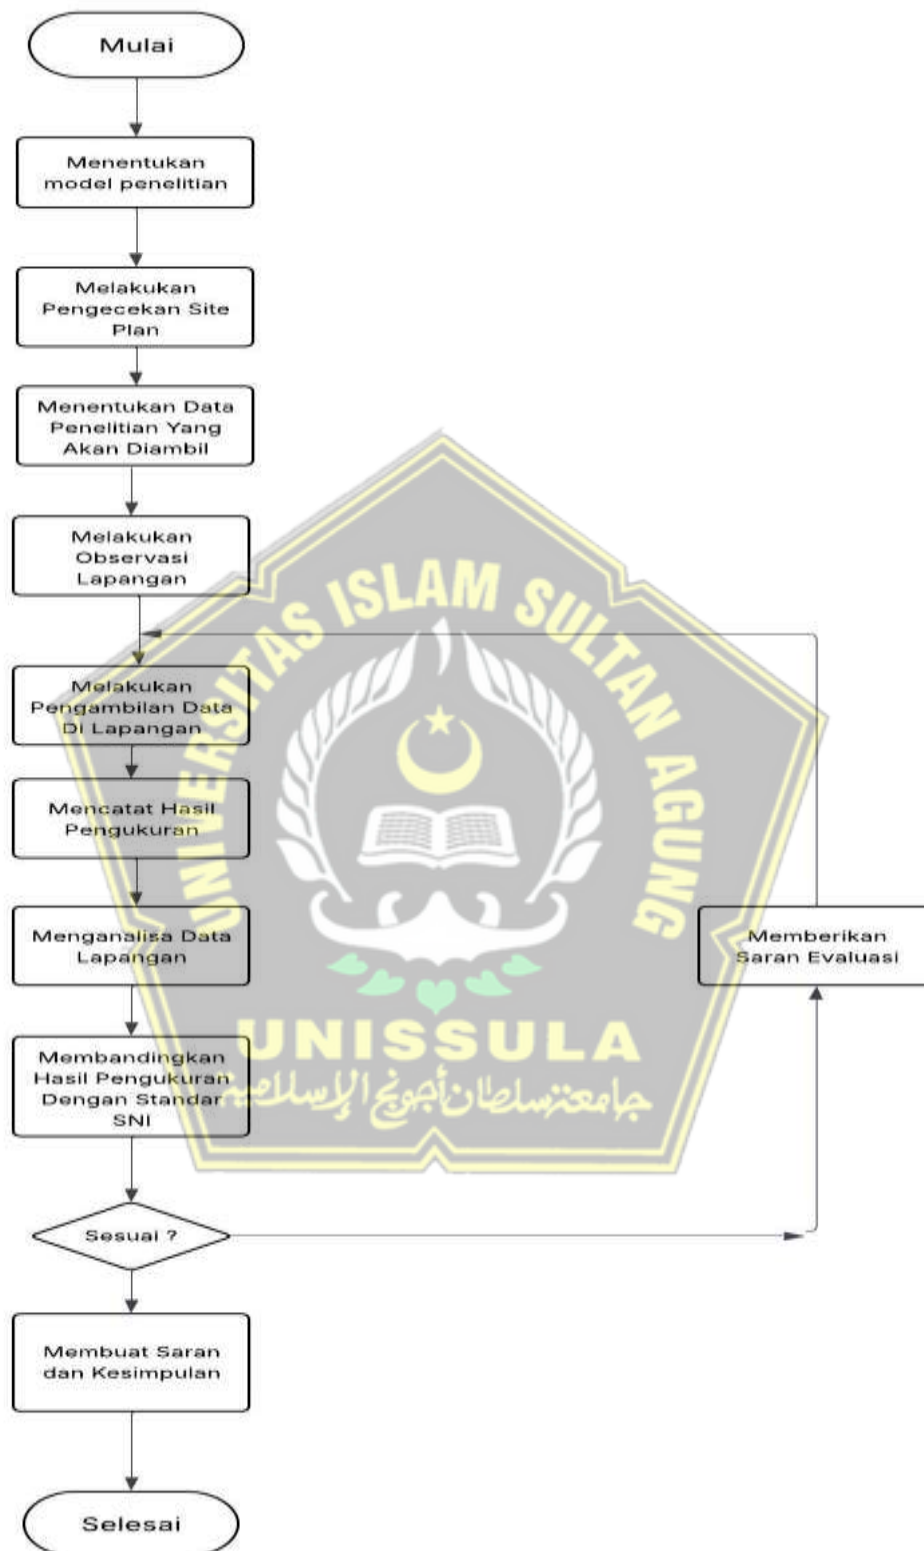 Mulai
Menentukan
model penelitian
Melakukan
Pengecekan Site
Plan
Menentukan Data
Penelitian Yang
Akan Diambil
Melakukan
Observasi
Lapangan
Melakukan
Pengambilan Data
Di Lapangan
Mencatat Hasil
Pengukuran
Menganalisa Data
Lapangan
Memberikan
Saran Evaluasi
Membandingkan
Hasil Pengukuran
Dengan Standar
SNI
Sesuai ?
Membuat Saran
dan Kesimpulan
Selesai
UNIVERSITAS ISLAM SULTAN AGUNG
UNISSULA
جامعة سلطان أجونج الإسلامية